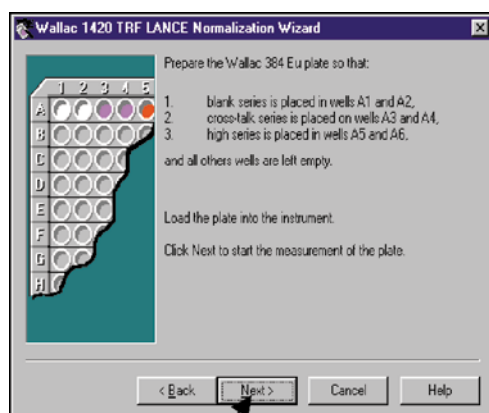 Wallac 1420 TRF LANCE Normalization Wizard
1 2 3 4 5
A
B
C
D
E
F
G
H
Prepare the Wallac 384 Eu plate so that:
1. blank series is placed in wells A1 and A2,
2. cross-talk series is placed on wells A3 and A4,
3. high series is placed in wells A5 and A6,
and all others wells are left empty.
Load the plate into the instrument.
Click Next to start the measurement of the plate.
< Back
Next >
Cancel
Help